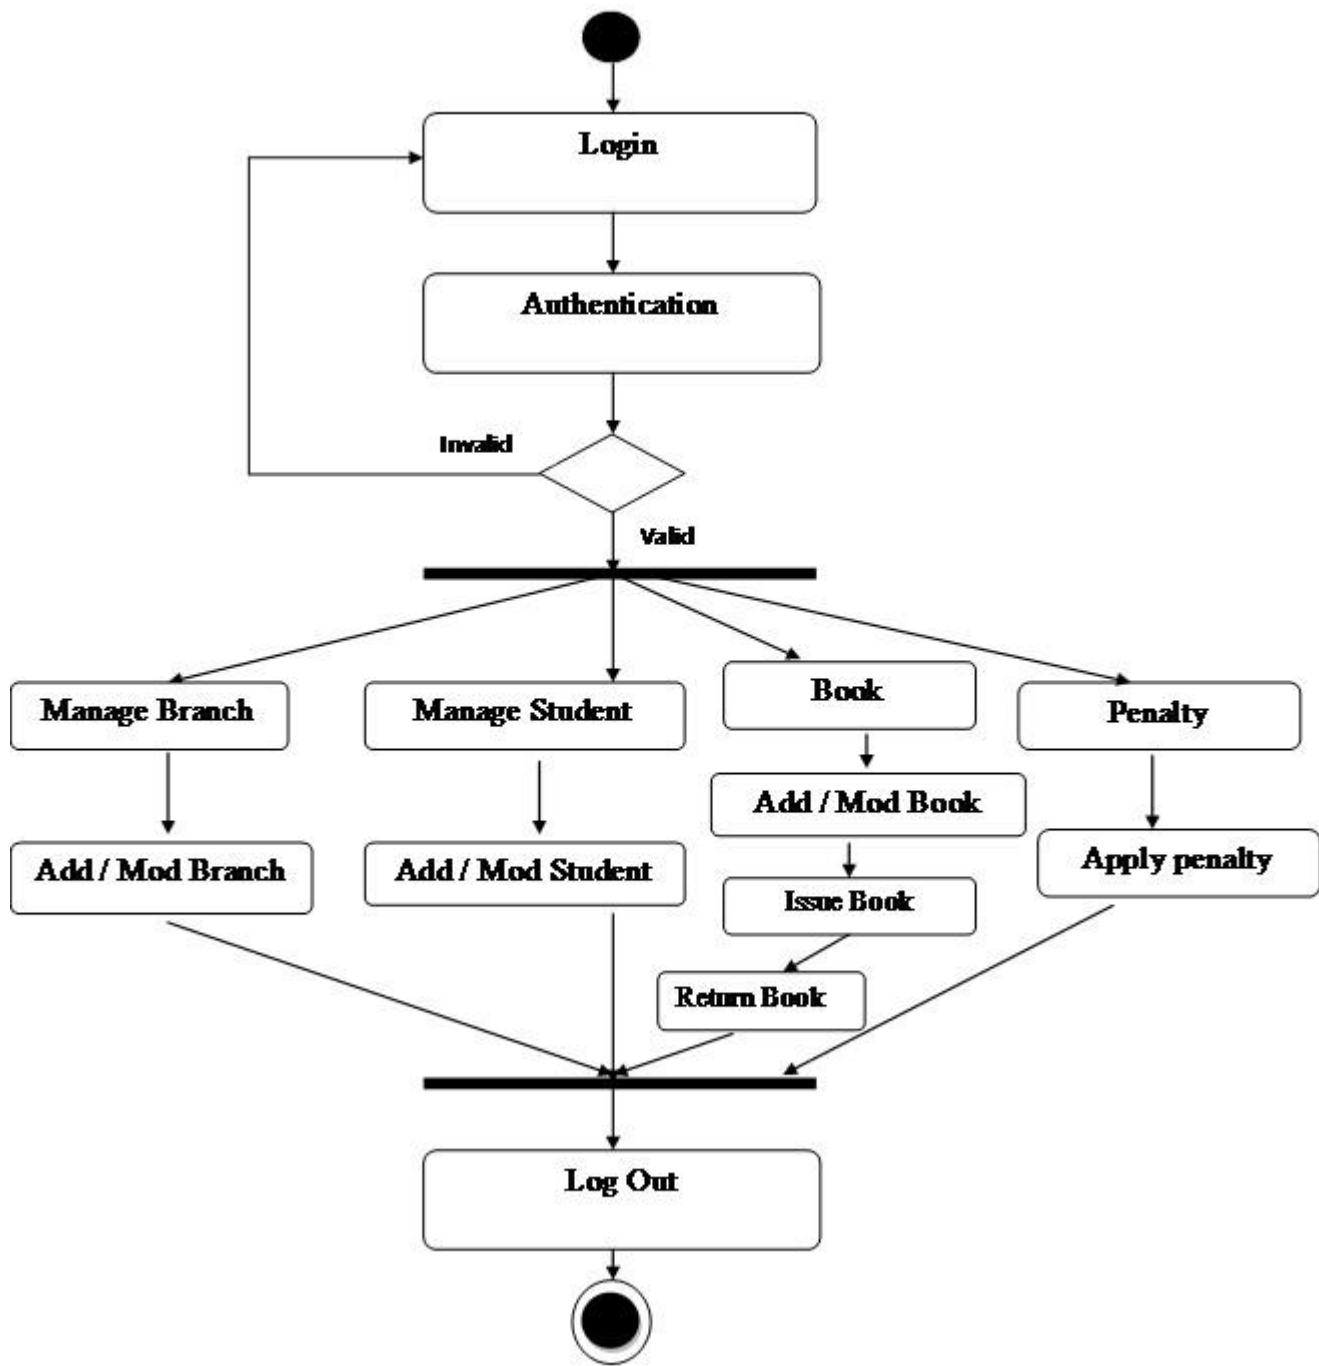 Login
Authentication
Invalid
Valid
Manage Branch
Manage Student
Book
Penalty
Add / Mod Book
Add / Mod Branch
Add / Mod Student
Apply penalty
Issue Book
Return Book
Log Out